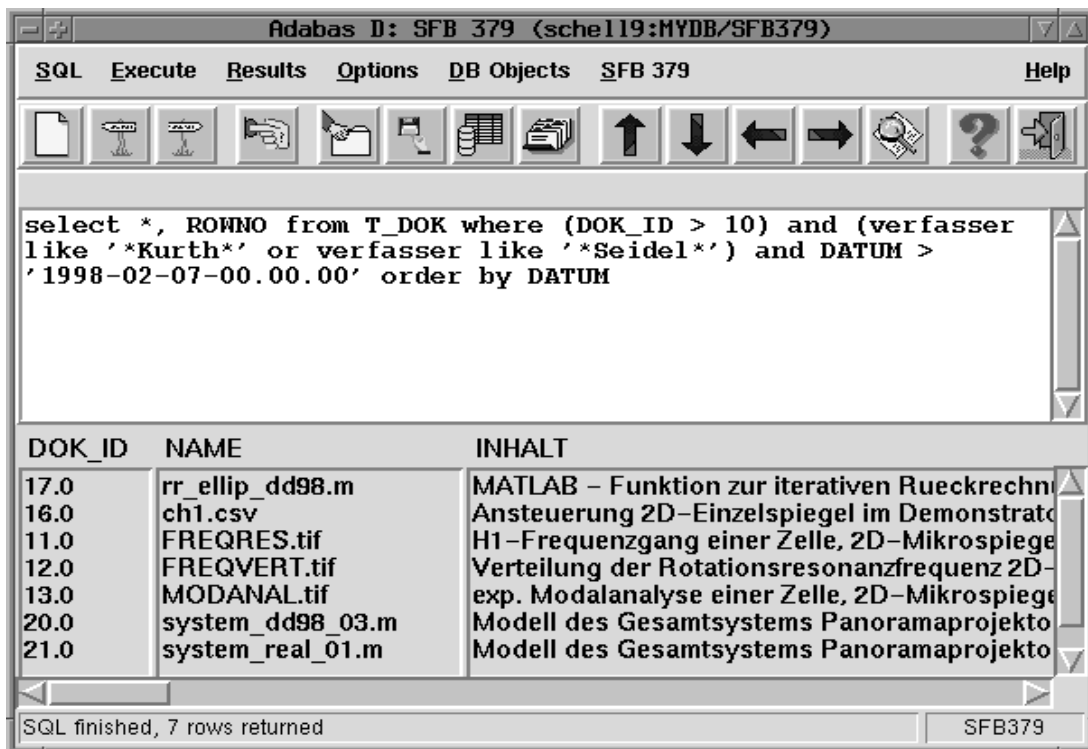 Adabas D: SFB 379 (schell9:MYDB/SFB379)
SQL Execute Results Options DB Objects SFB 379 Help
select *, ROWNO from T_DOK where (DOK_ID > 10) and (verfasser
like '*Kurth*' or verfasser like '*Seidel*') and DATUM >
'1998-02-07-00.00.00' order by DATUM
DOK_ID NAME INHALT
17.0 rr_ellip_dd98.m MATLAB – Funktion zur iterativen Rueckrechn
16.0 ch1.csv Ansteuerung 2D–Einzelspiegel im Demonstrato
11.0 FREQRES.tif H1–Frequenzgang einer Zelle, 2D–Mikrospiege
12.0 FREQVERT.tif Verteilung der Rotationsresonanzfrequenz 2D–
13.0 MODANAL.tif exp. Modalanalyse einer Zelle, 2D–Mikrospiege
20.0 system_dd98_03.m Modell des Gesamtsystems Panoramaprojekto
21.0 system_real_01.m Modell des Gesamtsystems Panoramaprojekto
SQL finished, 7 rows returned SFB379